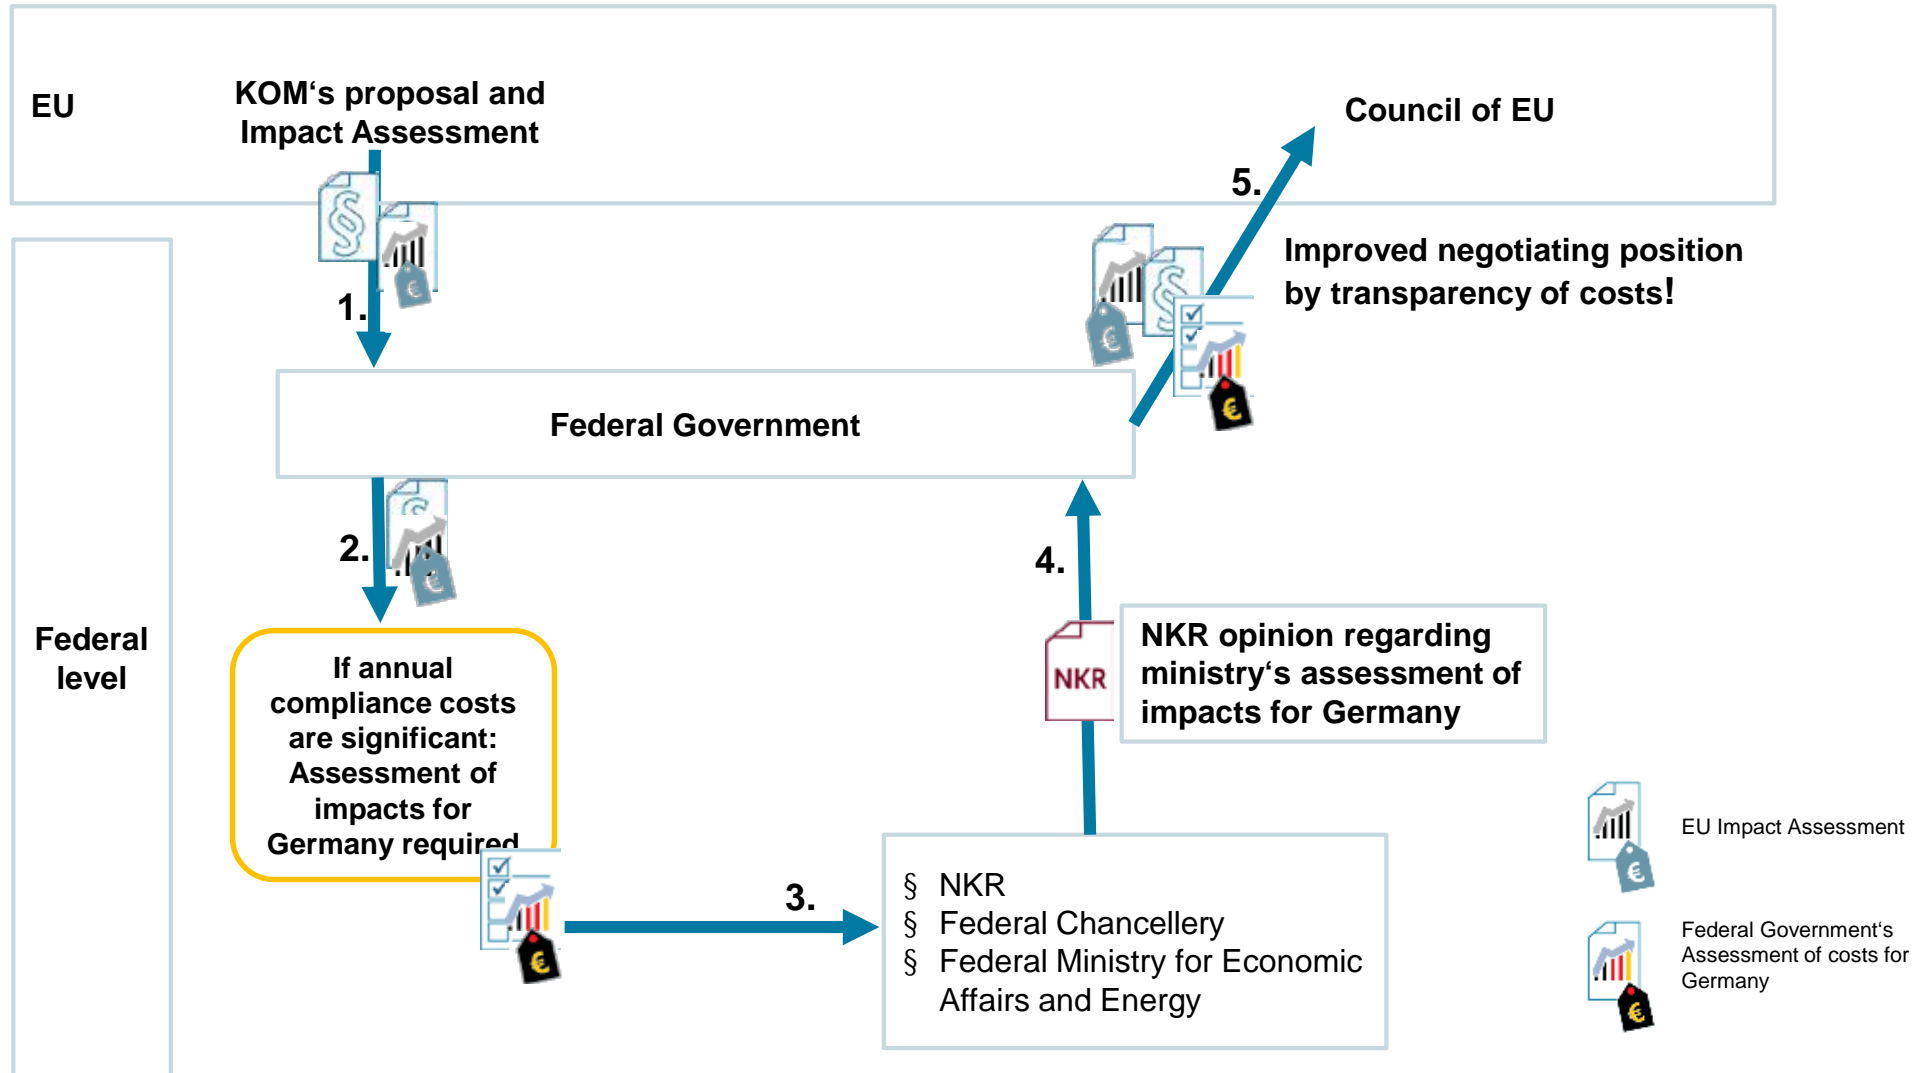 EU
KOM‘s proposal and
Impact Assessment
Council of EU
5.
Improved negotiating position
by transparency of costs!
§
€
1.
§
€
€
Federal Government
§
€
2.
Federal
level
If annual
compliance costs
are significant:
Assessment of
impacts for
Germany required
€
3.
4.
NKR
NKR opinion regarding
ministry‘s assessment of
impacts for Germany
§ NKR
§ Federal Chancellery
§ Federal Ministry for Economic
Affairs and Energy
€
EU Impact Assessment
€
Federal Government‘s
Assessment of costs for
Germany